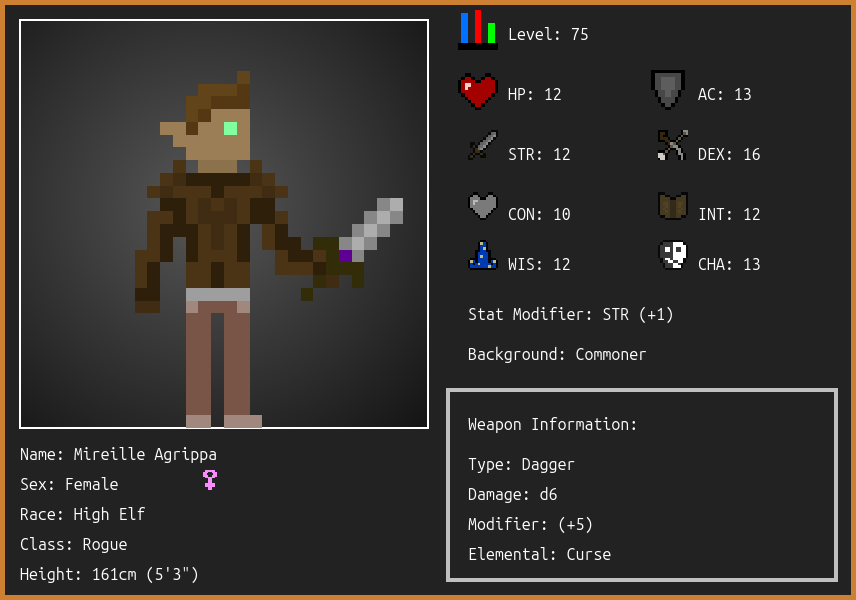 Level: 75
HP: 12
AC: 13
STR: 12
DEX: 16
CON: 10
INT: 12
WIS: 12
CHA: 13
Stat Modifier: STR (+1)
Background: Commoner
Weapon Information:
Type: Dagger
Damage: d6
Modifier: (+5)
Elemental: Curse
Name: Mireille Agrippa
Sex: Female
Race: High Elf
Class: Rogue
Height: 161cm (5'3")